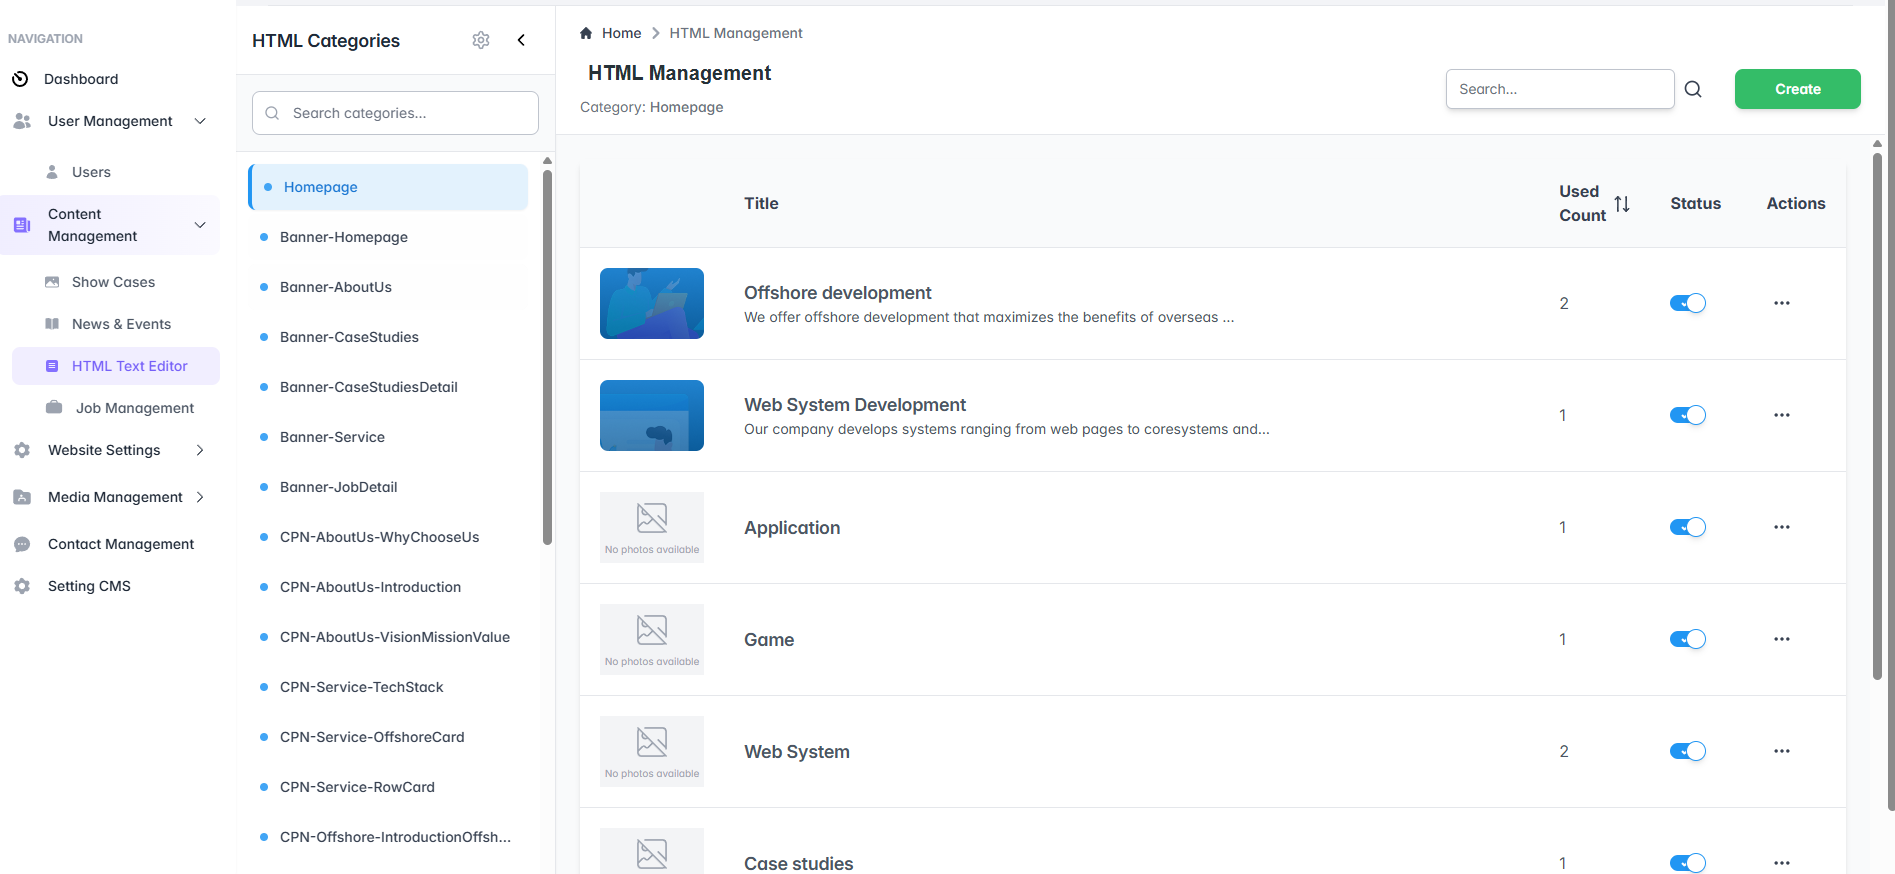 NAVIGATION
Dashboard
User Management
Users
Content
Management
Show Cases
News & Events
HTML Text Editor
Job Management
Website Settings
Media Management
Contact Management
Setting CMS
HTML Categories
Search categories...
Homepage
Banner-Homepage
Banner-AboutUs
Banner-CaseStudies
Banner-CaseStudiesDetail
Banner-Service
Banner-JobDetail
CPN-AboutUs-WhyChooseUs
CPN-AboutUs-Introduction
CPN-AboutUs-VisionMissionValue
CPN-Service-TechStack
CPN-Service-OffshoreCard
CPN-Service-RowCard
CPN-Offshore-IntroductionOffsh...
Home HTML Management
HTML Management
Category: Homepage
Search...
Create
Title Used Count Status Actions
Offshore development
We offer offshore development that maximizes the benefits of overseas ...
2
Web System Development
Our company develops systems ranging from web pages to coresystems and...
1
No photos available
Application
1
No photos available
Game
1
No photos available
Web System
2
Case studies
1